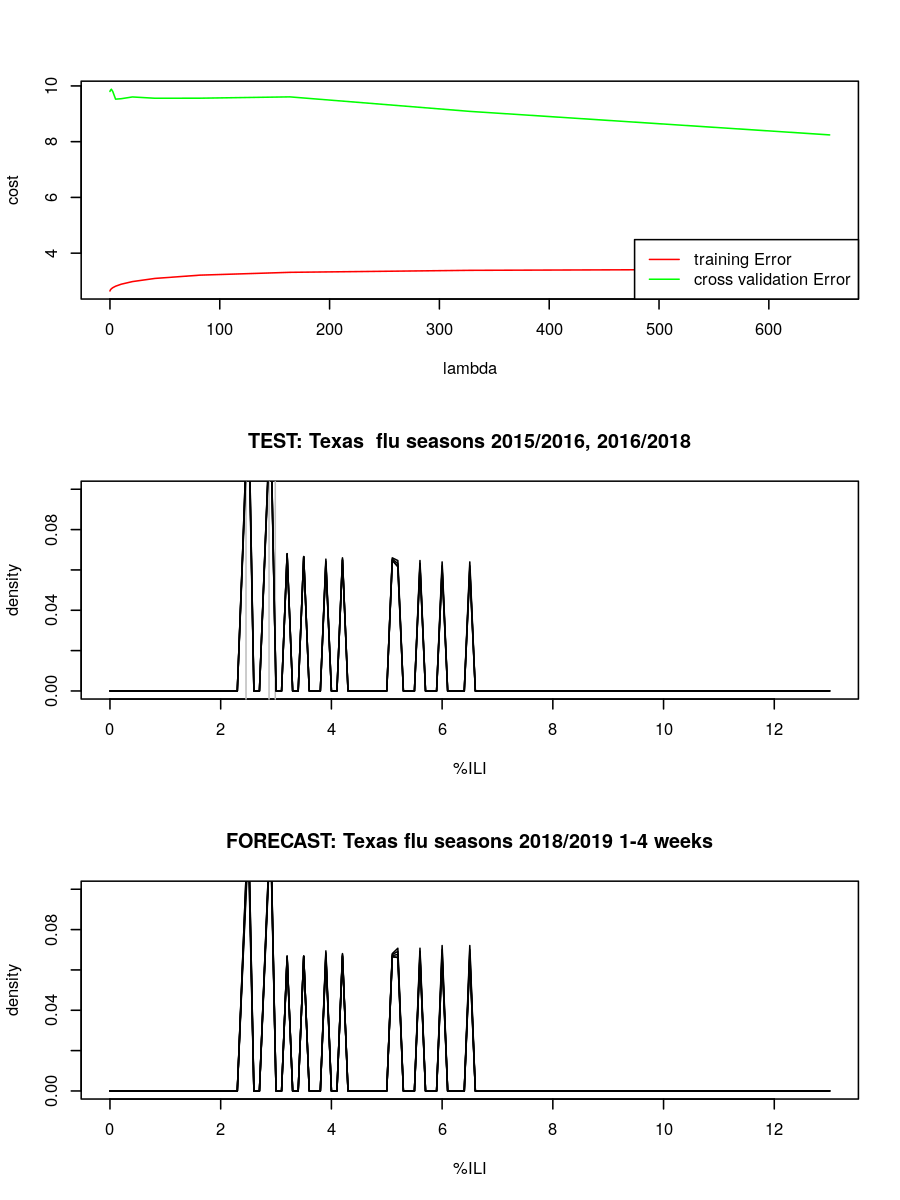 10
8
6
4
cost
training Error
cross validation Error
0 100 200 300 400 500 600
lambda
TEST: Texas  flu seasons 2015/2016, 2016/2018
0.08
0.04
0.00
density
0 2 4 6 8 10 12
%ILI
FORECAST: Texas flu seasons 2018/2019 1-4 weeks
0.08
0.04
0.00
density
0 2 4 6 8 10 12
%ILI